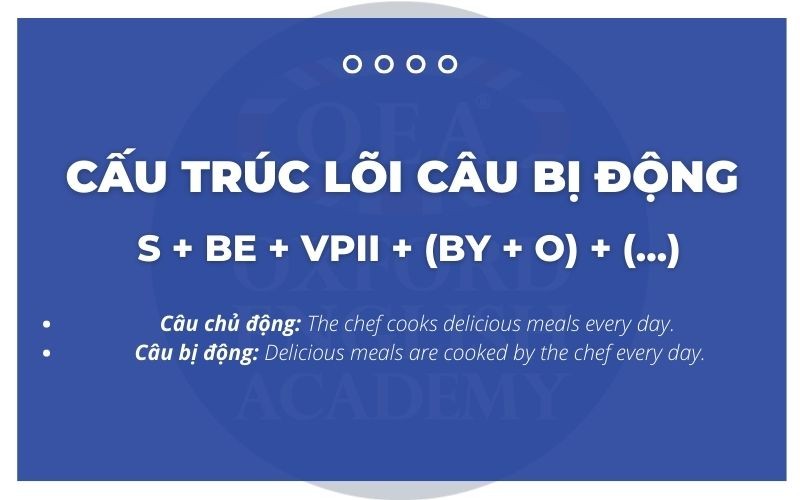 OEA®
CẤU TRÚC LÕI CÂU BỊ ĐỘNG
S + BE + VPII + (BY + O) + (...)
OXFORD
ENGLISH
Câu chủ động: The chef cooks delicious meals every day.
Câu bị động: Delicious meals are cooked by the chef every day.
ACADEMY